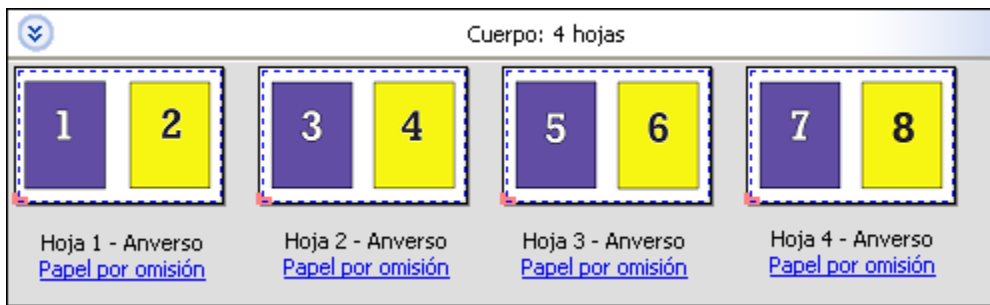 Cuerpo: 4 hojas
1 2 3 4 5 6 7 8
Hoja 1 - Anverso Hoja 2 - Anverso Hoja 3 - Anverso Hoja 4 - Anverso
Papel por omisión Papel por omisión Papel por omisión Papel por omisión